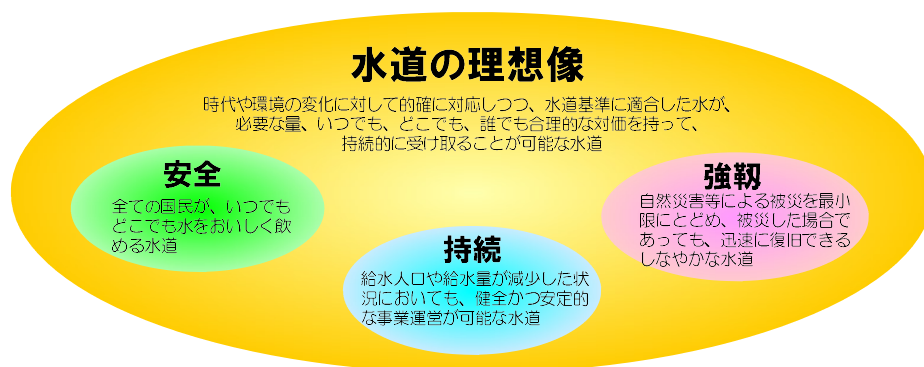 水道の理想像
時代や環境の変化に対して的確に対応しつつ、水道基準に適合した水が、
必要な量、いつでも、どこでも、誰でも合理的な対価を持って、
持続的に受け取ることが可能な水道
安全
全ての国民が、いつでも
どこでも水をおいしく飲
める水道
強靱
自然災害等による被災を最小
限にとどめ、被災した場合で
あっても、迅速に復旧できる
しなやかな水道
持続
給水人口や給水量が減少した状
況においても、健全かつ安定的
な事業運営が可能な水道